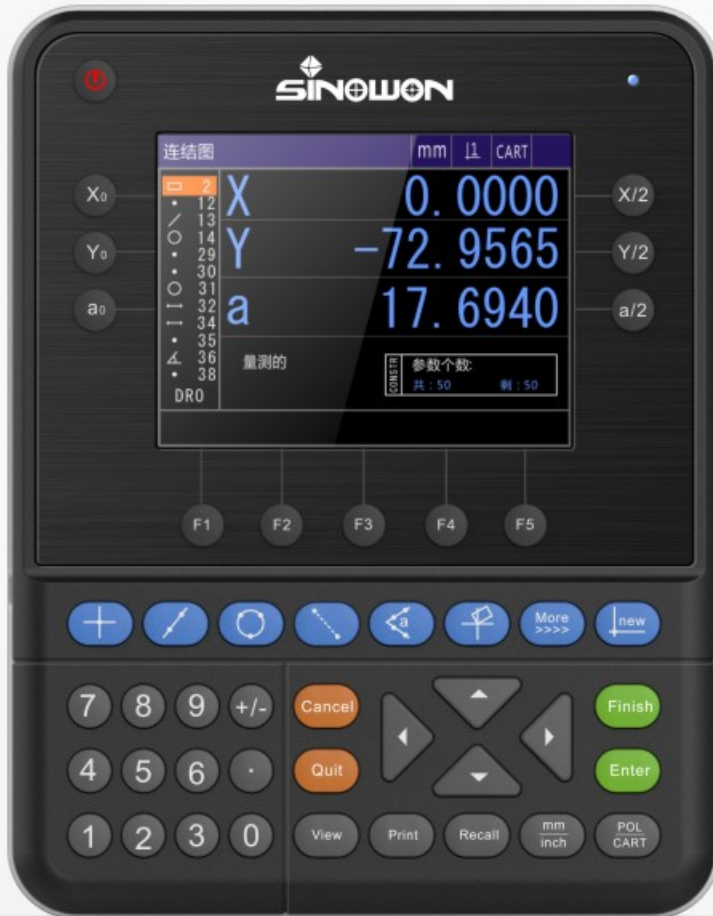 SINOWON
连结图 mm 1 CART
X₀ 2 X 0.0000 X/2
12
13
Y₀ 14 Y -72.9565 Y/2
29
30
a₀ 31 a 17.6940 a/2
32
34
35
36 量测的 CONSTR 参数个数:
38 共:50 剩:50
DRO
F1 F2 F3 F4 F5
a More >>>> new
7 8 9 +/- Cancel Finish
4 5 6 · Quit Enter
1 2 3 0 View Print Recall mm/inch POL/CART